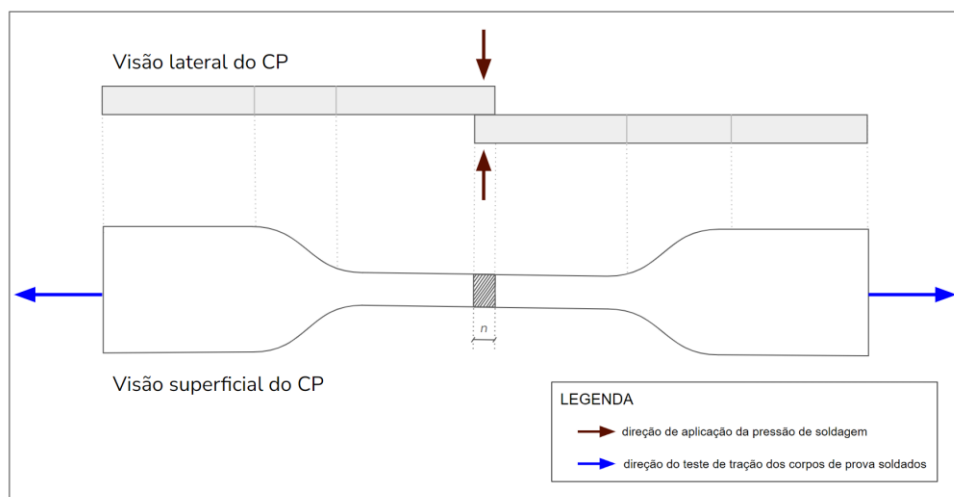 Visão lateral do CP
n
Visão superficial do CP
LEGENDA
direção de aplicação da pressão de soldagem
direção do teste de tração dos corpos de prova soldados